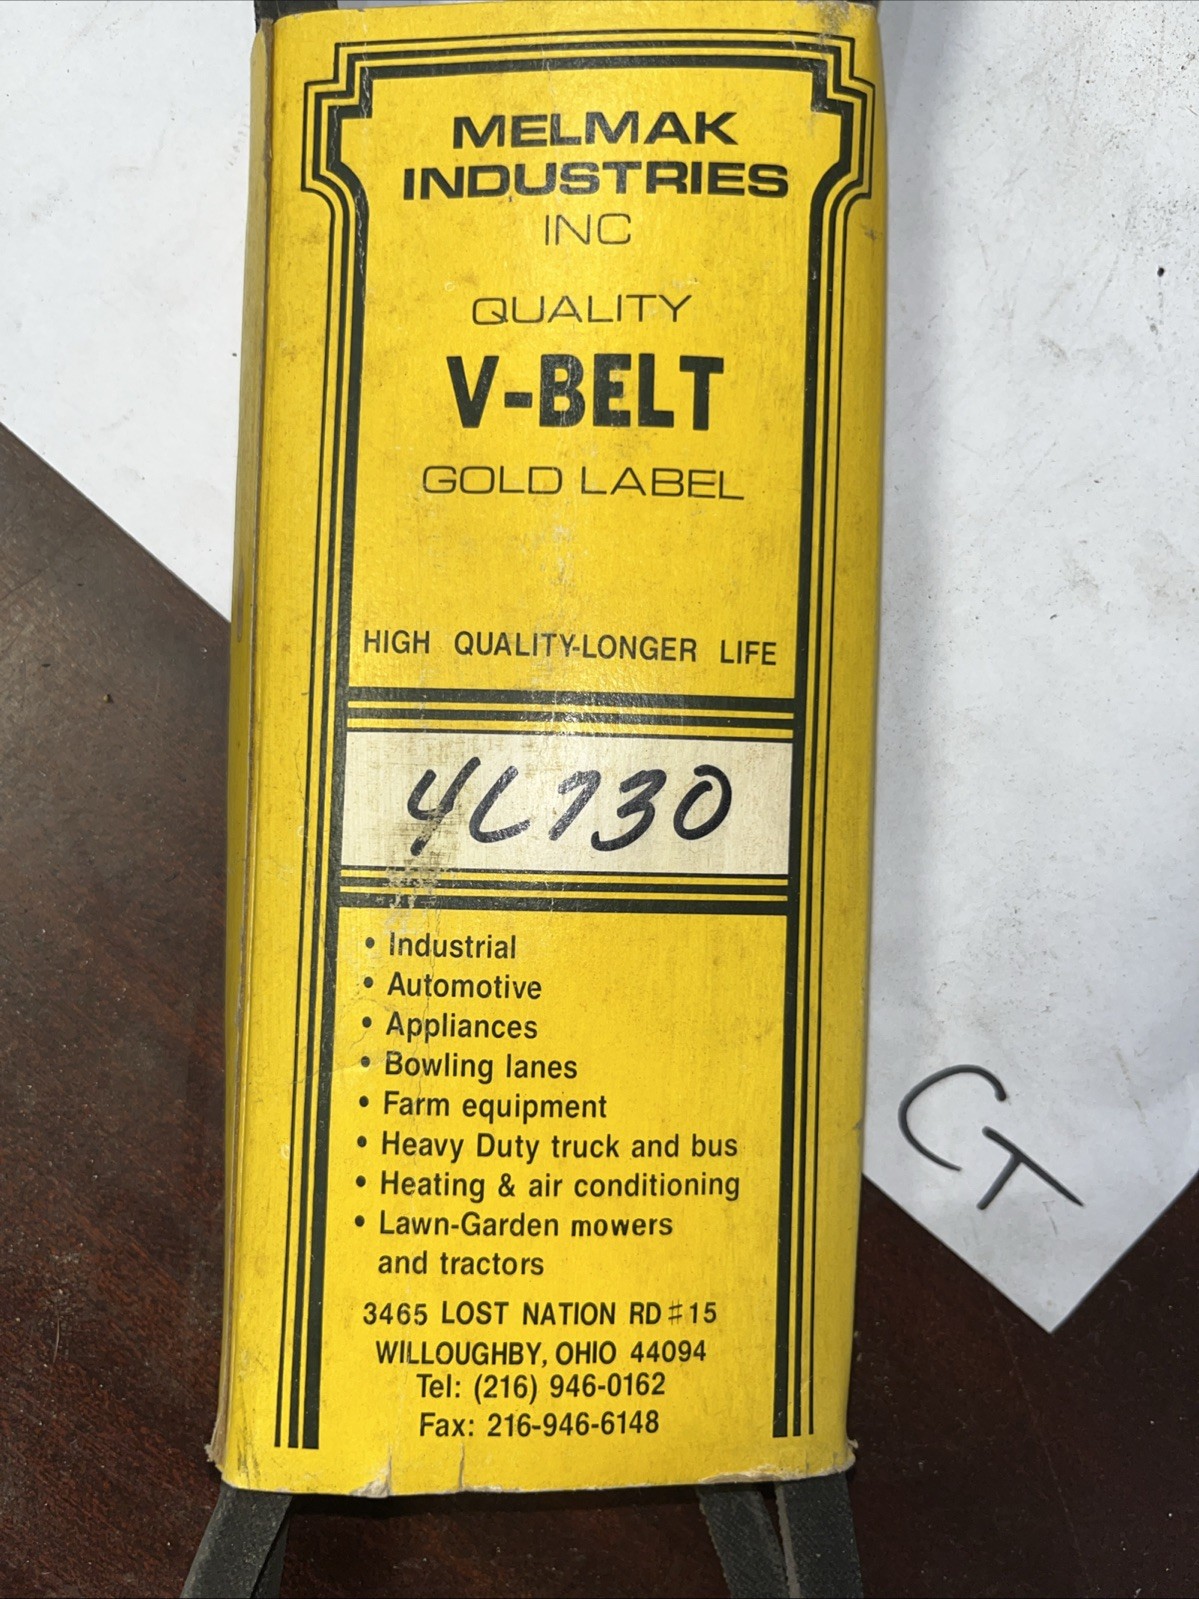 MELMAK
INDUSTRIES
INC
QUALITY
V-BELT
GOLD LABEL
HIGH QUALITY-LONGER LIFE
4L730
• Industrial
• Automotive
• Appliances
• Bowling lanes
• Farm equipment
• Heavy Duty truck and bus
• Heating & air conditioning
• Lawn-Garden mowers
and tractors
3465 LOST NATION RD #15
WILLOUGHBY, OHIO 44094
Tel: (216) 946-0162
Fax: 216-946-6148
CT